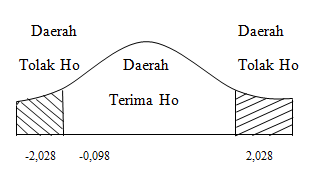 Daerah
Tolak Ho
Daerah
Terima Ho
Daerah
Tolak Ho
-2,028
-0,098
2,028